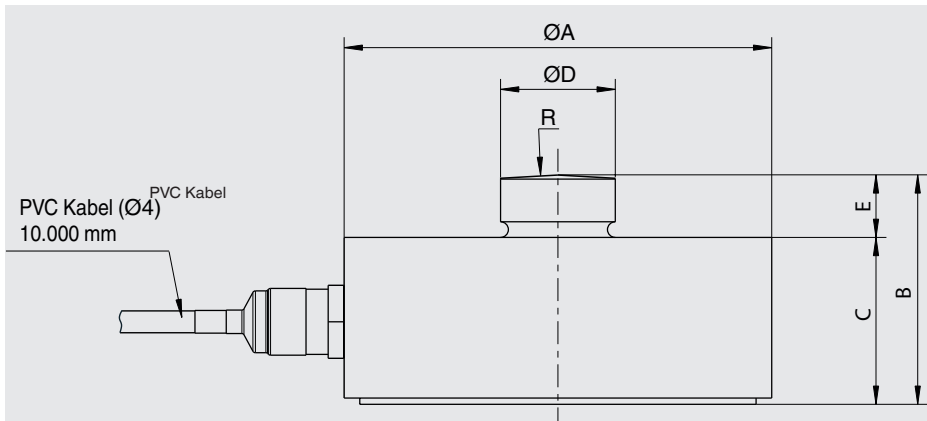 ØA
ØD
R
PVC Kabel
PVC Kabel (Ø4)
10.000 mm
E
B
C